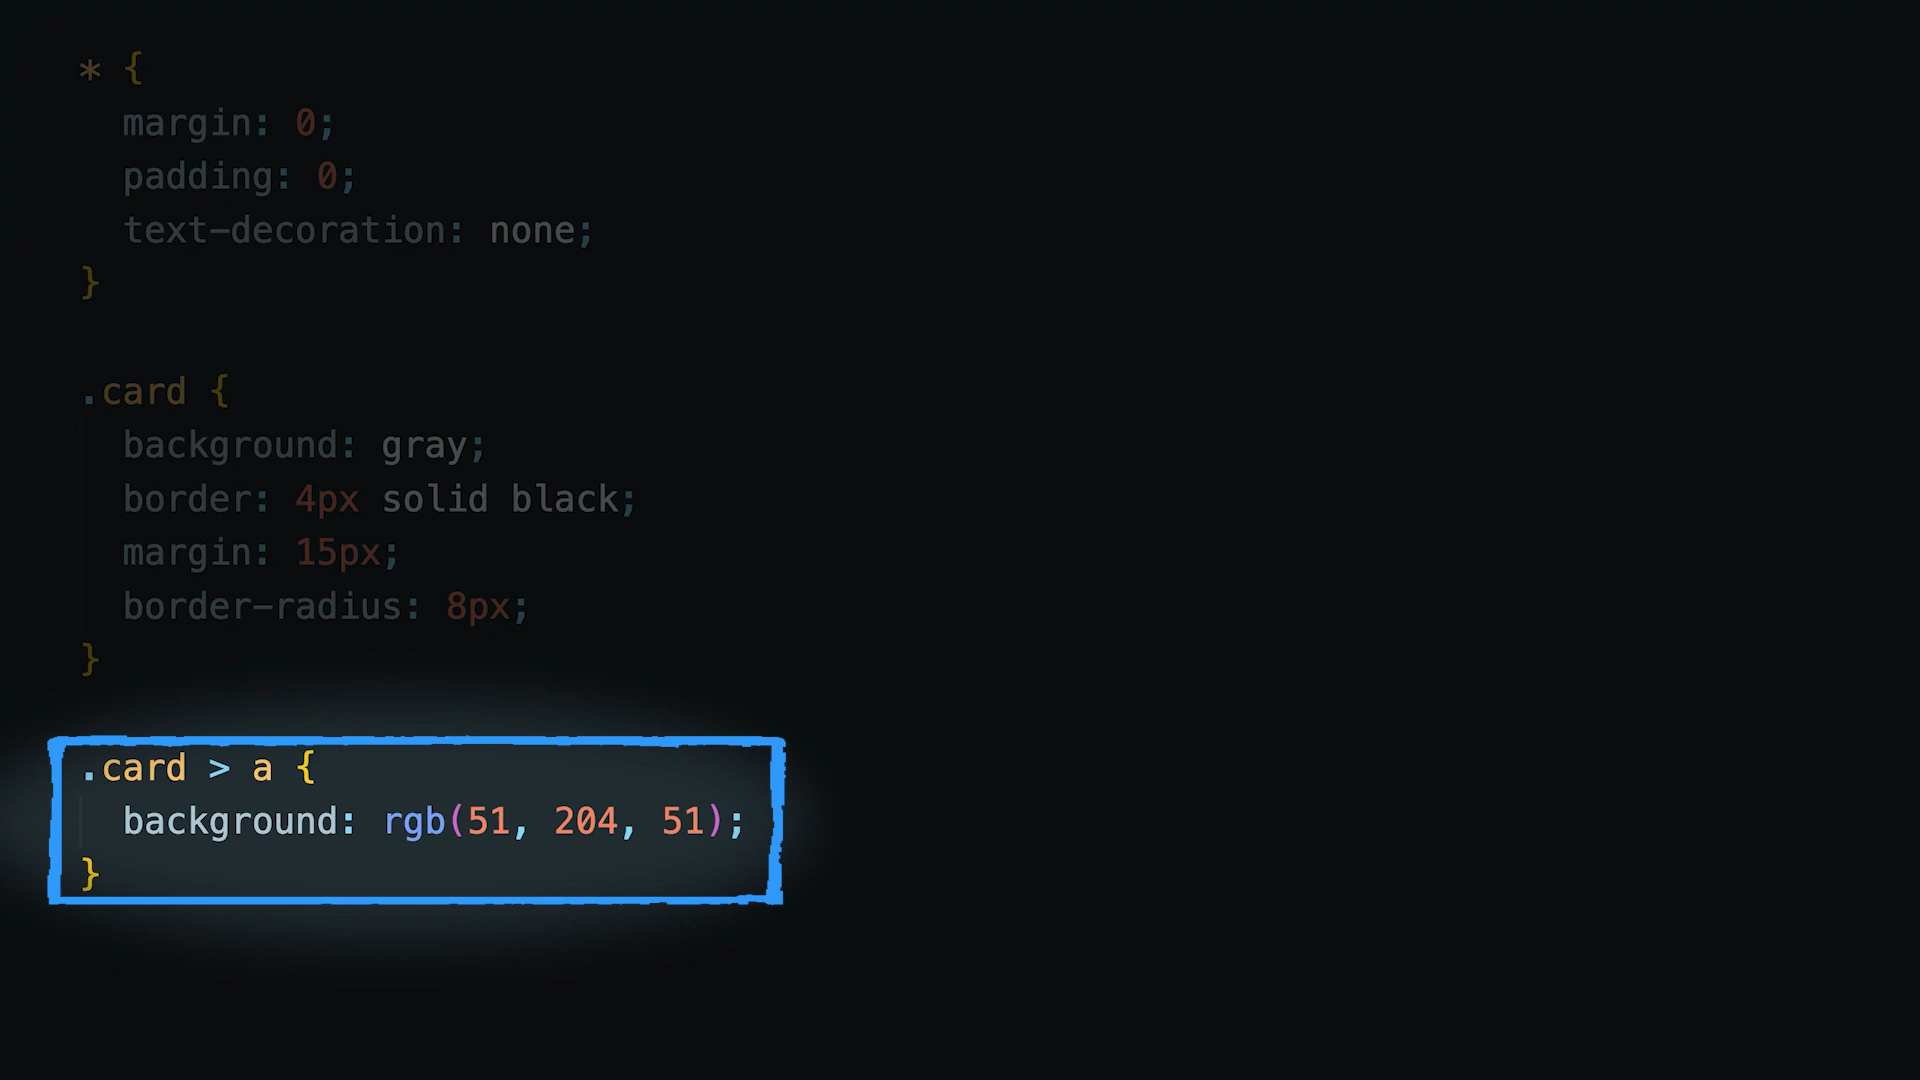 * {
margin: 0;
padding: 0;
text-decoration: none;
}
.card {
background: gray;
border: 4px solid black;
margin: 15px;
border-radius: 8px;
}
.card > a {
background: rgb(51, 204, 51);
}